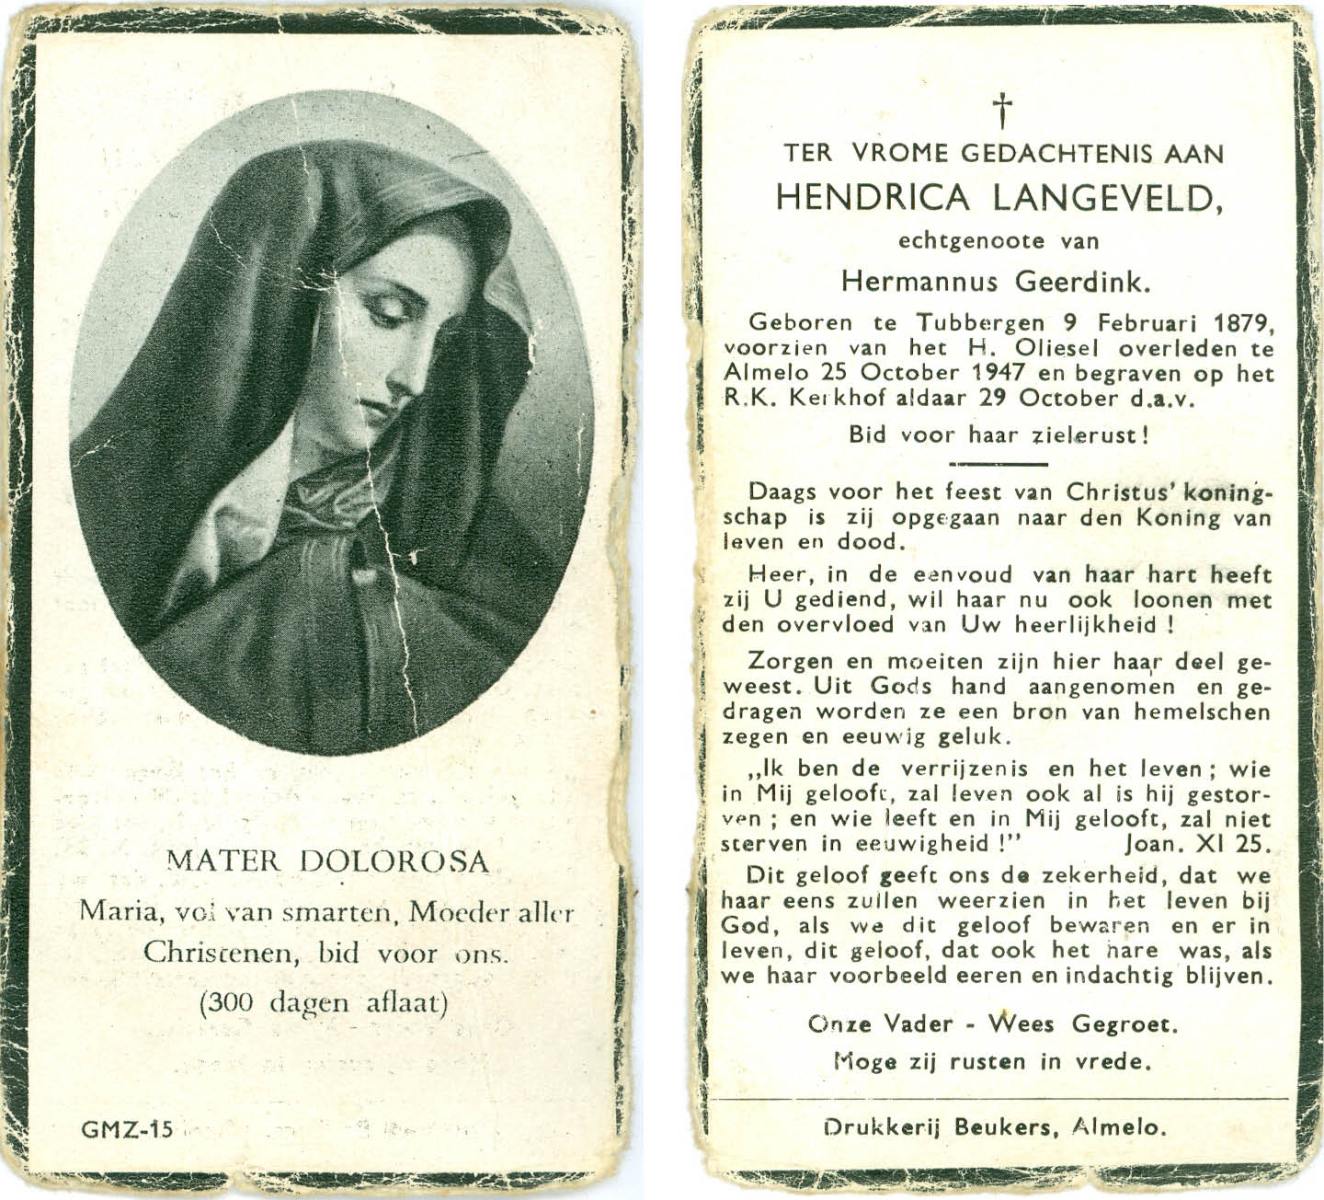 MATER DOLOROSA
Maria, vol van smarten, Moeder aller
Christenen, bid voor ons.
(300 dagen aflaat)
GMZ-15
†
TER VROME GEDACHTENIS AAN
HENDRICA LANGEVELD,
echtgenoote van
Hermannus Geerdink.
Geboren te Tubbergen 9 Februari 1879,
voorzien van het H. Oliesel overleden te
Almelo 25 October 1947 en begraven op het
R.K. Kerkhof aldaar 29 October d.a.v.
Bid voor haar zielerust!
Daags voor het feest van Christus' koning-
schap is zij opgegaan naar den Koning van
leven en dood.
Heer, in de eenvoud van haar hart heeft
zij U gediend, wil haar nu ook loonen met
den overvloed van Uw heerlijkheid !
Zorgen en moeiten zijn hier haar deel ge-
weest. Uit Gods hand aangenomen en ge-
dragen worden ze een bron van hemelschen
zegen en eeuwig geluk.
„Ik ben de verrijzenis en het leven ; wie
in Mij gelooft, zal leven ook al is hij gestor-
ven ; en wie leeft en in Mij gelooft, zal niet
sterven in eeuwigheid !" Joan. XI 25.
Dit geloof geeft ons de zekerheid, dat we
haar eens zullen weerzien in het leven bij
God, als we dit geloof bewaren en er in
leven, dit geloof, dat ook het hare was, als
we haar voorbeeld eeren en indachtig blijven.
Onze Vader - Wees Gegroet.
Moge zij rusten in vrede.
Drukkerij Beukers, Almelo.